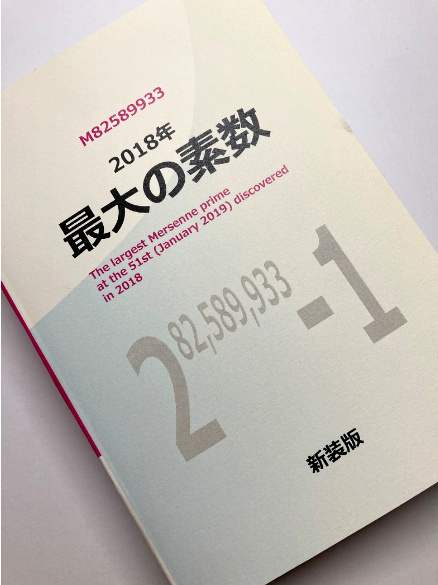 M82589933
2018年
最大の素数
The largest Mersenne prime
at the 51st (January 2019) discovered
in 2018
2^82,589,933-1
新装版